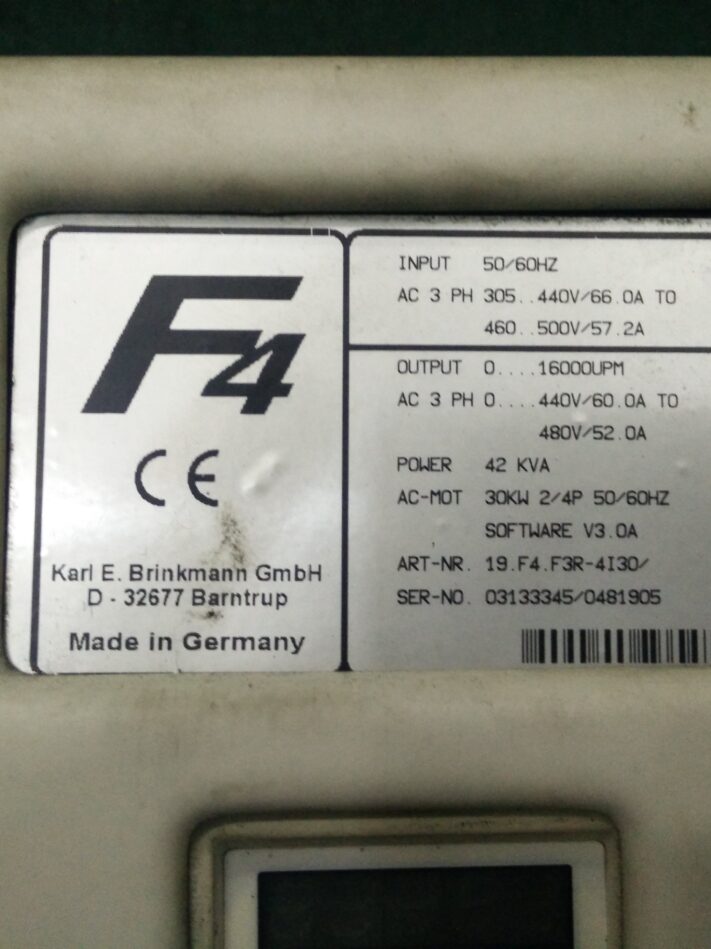 F4
CE
Karl E. Brinkmann GmbH
D - 32677 Barntrup
Made in Germany
INPUT 50/60HZ
AC 3 PH 305..440V/66.0A TO
460..500V/57.2A
OUTPUT 0....16000UPM
AC 3 PH 0....440V/60.0A TO
480V/52.0A
POWER 42 KVA
AC-MOT 30KW 2/4P 50/60HZ
SOFTWARE V3.0A
ART-NR. 19.F4.F3R-4I30/
SER-NO. 03133345/0481905